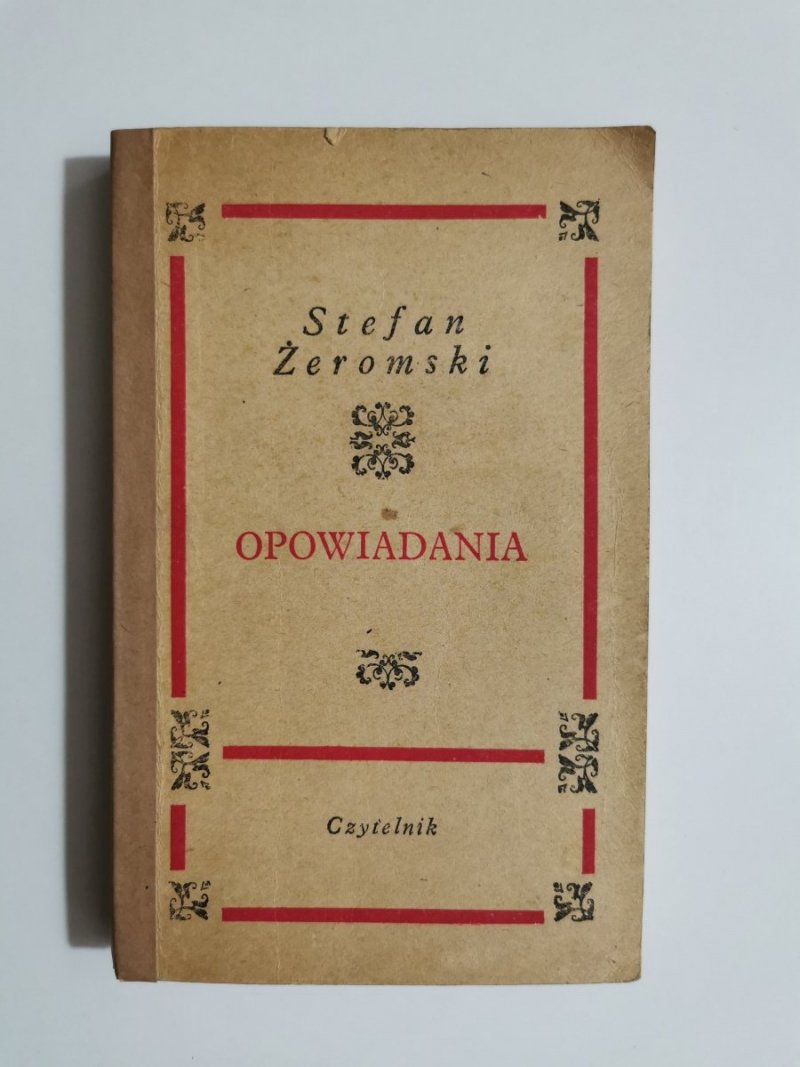 Stefan
Żeromski
OPOWIADANIA
Czytelnik